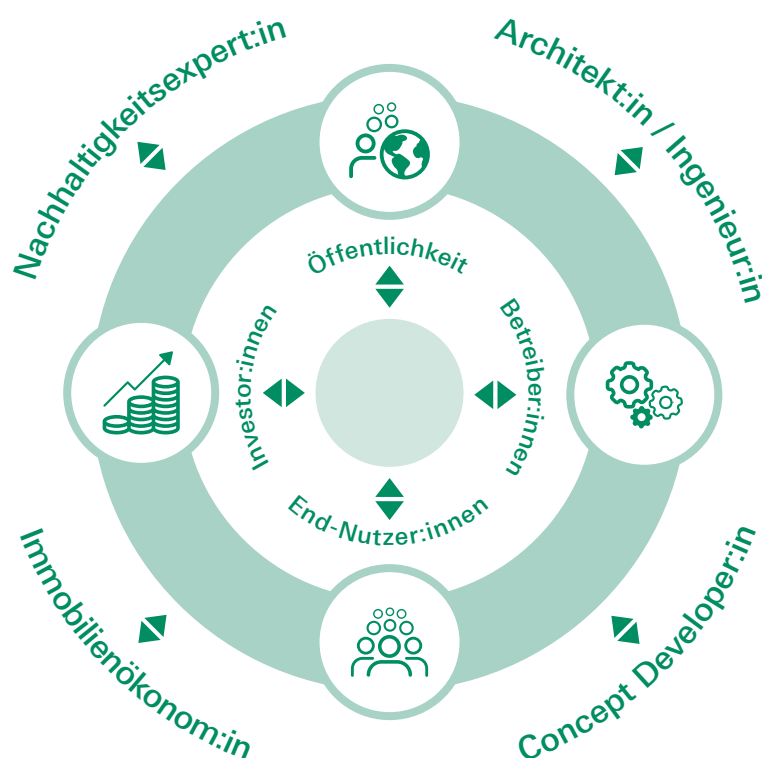 Nachhaltigkeitsexpert:in
Architekt:in / Ingenieur:in
Öffentlichkeit
Investor:innen
Betreiber:innen
End-Nutzer:innen
Immobilienökonom:in
Concept Developer:in